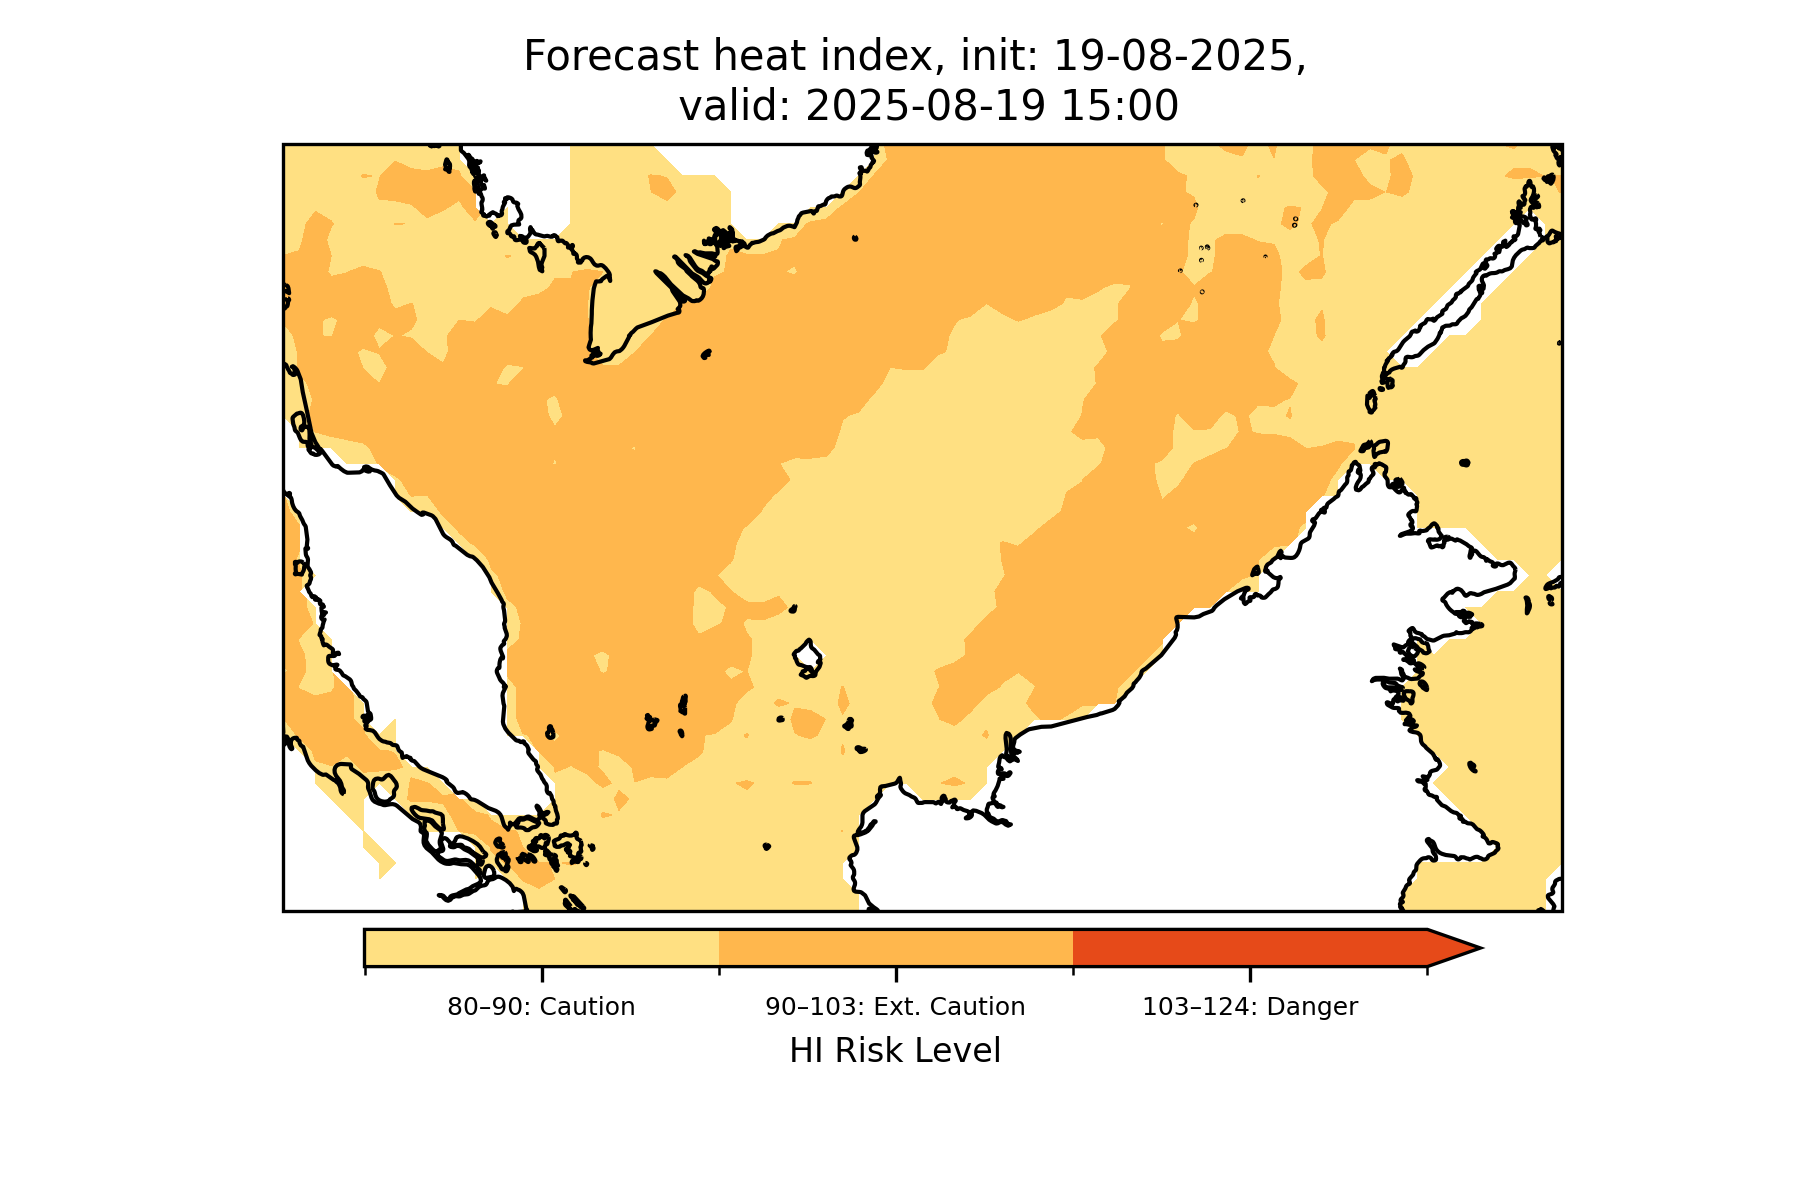 Forecast heat index, init: 19-08-2025,
valid: 2025-08-19 15:00
80–90: Caution
90–103: Ext. Caution
103–124: Danger
HI Risk Level